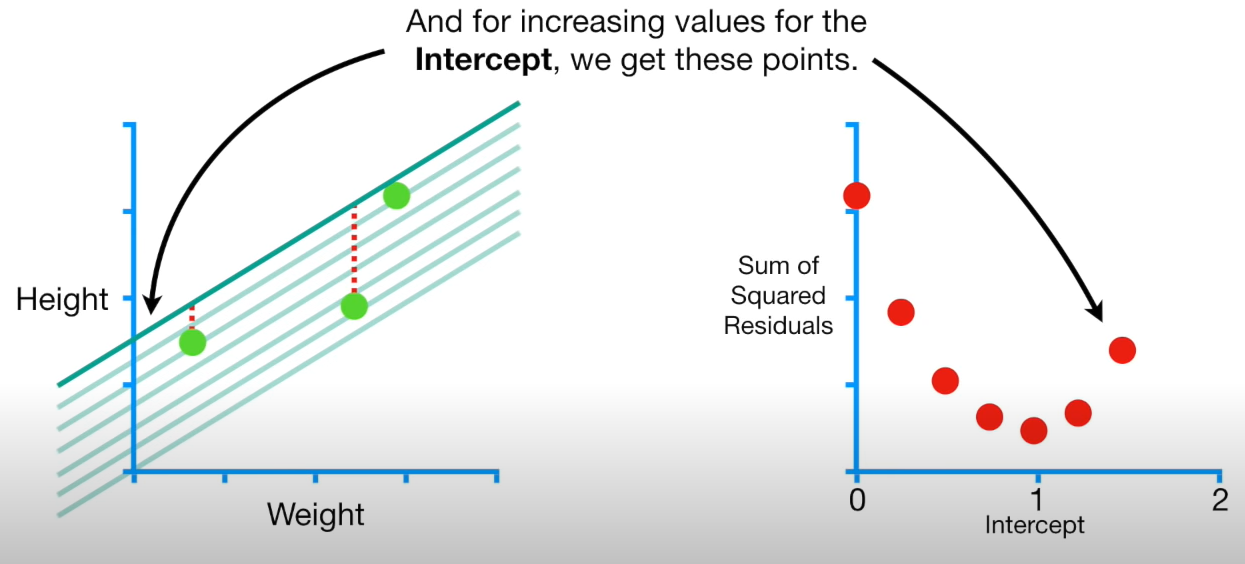 And for increasing values for the
Intercept, we get these points.
Height
Weight
Sum of
Squared
Residuals
0
1
2
Intercept